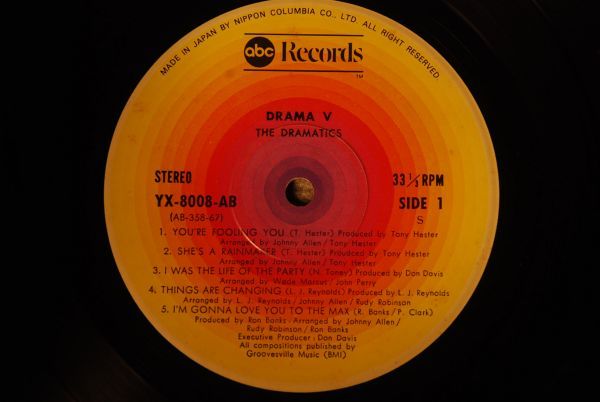 MADE IN JAPAN BY NIPPON COLUMBIA CO., LTD. ALL RIGHT RESERVED.
abc Records
TM
DRAMA V
THE DRAMATICS
STEREO 33 1/3 RPM
YX-8008-AB SIDE 1
(AB-358-67) S
1. YOU'RE FOOLING YOU (T. Hester) Produced by Tony Hester
Arranged by Johnny Allen/Tony Hester
2. SHE'S A RAINMAKER (T. Hester) Produced by Tony Hester
Arranged by Johnny Allen/Tony Hester
3. I WAS THE LIFE OF THE PARTY (N. Toney) Produced by Don Davis
Arranged by Wade Marcus/John Perry
4. THINGS ARE CHANGING (L. J. Reynolds) Produced by L. J. Reynolds
Arranged by L. J. Reynolds/Johnny Allen/Rudy Robinson
5. I'M GONNA LOVE YOU TO THE MAX (R. Banks/P. Clark)
Produced by Ron Banks · Arranged by Johnny Allen/
Rudy Robinson/Ron Banks
Executive Producer: Don Davis
All compositions published by
Groovesville Music (BMI)